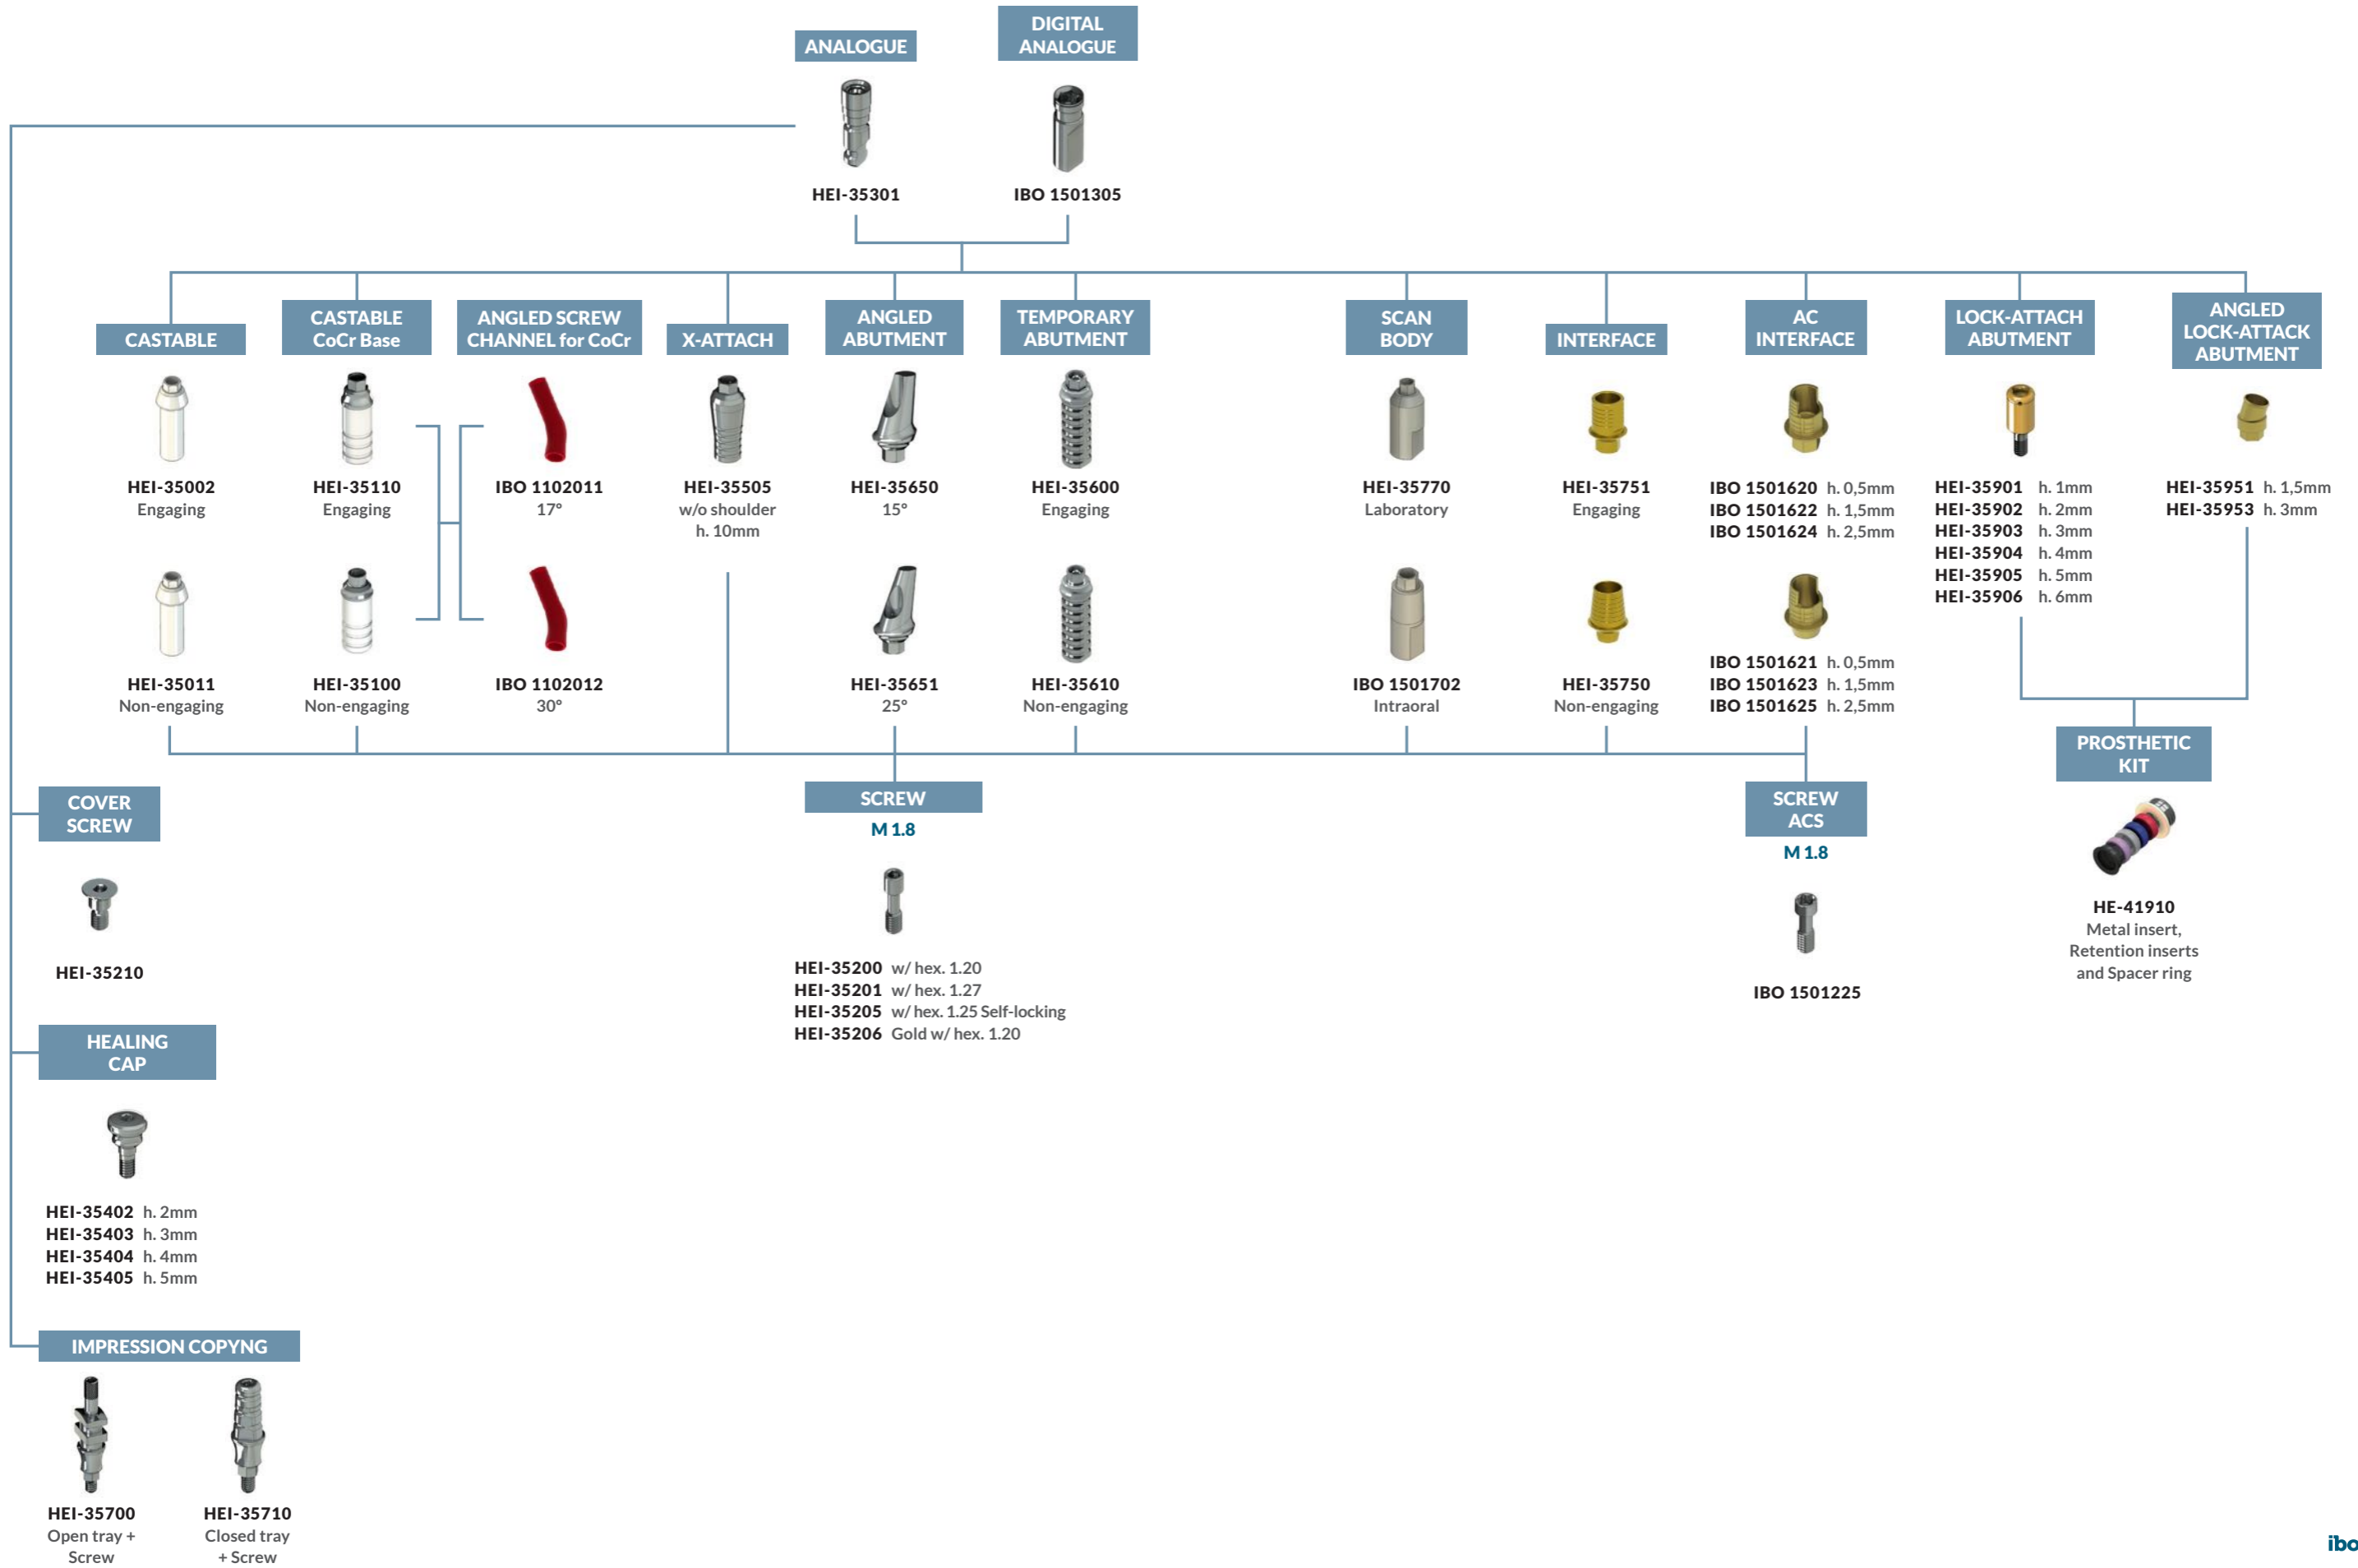 ANALOGUE
DIGITAL
ANALOGUE
HEI-35301
IBO 1501305
CASTABLE
CASTABLE
CoCr Base
ANGLED SCREW
CHANNEL for CoCr
X-ATTACH
ANGLED
ABUTMENT
TEMPORARY
ABUTMENT
SCAN
BODY
INTERFACE
AC
INTERFACE
LOCK-ATTACH
ABUTMENT
ANGLED
LOCK-ATTACK
ABUTMENT
HEI-35002
Engaging
HEI-35110
Engaging
IBO 1102011
17°
HEI-35505
w/o shoulder
h. 10mm
HEI-35650
15°
HEI-35600
Engaging
HEI-35770
Laboratory
HEI-35751
Engaging
IBO 1501620 h. 0,5mm
IBO 1501622 h. 1,5mm
IBO 1501624 h. 2,5mm
HEI-35901 h. 1mm
HEI-35902 h. 2mm
HEI-35903 h. 3mm
HEI-35904 h. 4mm
HEI-35905 h. 5mm
HEI-35906 h. 6mm
HEI-35951 h. 1,5mm
HEI-35953 h. 3mm
HEI-35011
Non-engaging
HEI-35100
Non-engaging
IBO 1102012
30°
HEI-35651
25°
HEI-35610
Non-engaging
IBO 1501702
Intraoral
HEI-35750
Non-engaging
IBO 1501621 h. 0,5mm
IBO 1501623 h. 1,5mm
IBO 1501625 h. 2,5mm
PROSTHETIC
KIT
HE-41910
Metal insert,
Retention inserts
and Spacer ring
SCREW
M 1.8
HEI-35200 w/ hex. 1.20
HEI-35201 w/ hex. 1.27
HEI-35205 w/ hex. 1.25 Self-locking
HEI-35206 Gold w/ hex. 1.20
SCREW
ACS
M 1.8
IBO 1501225
COVER
SCREW
HEI-35210
HEALING
CAP
HEI-35402 h. 2mm
HEI-35403 h. 3mm
HEI-35404 h. 4mm
HEI-35405 h. 5mm
IMPRESSION COPYNG
HEI-35700
Open tray +
Screw
HEI-35710
Closed tray
+ Screw
ibo